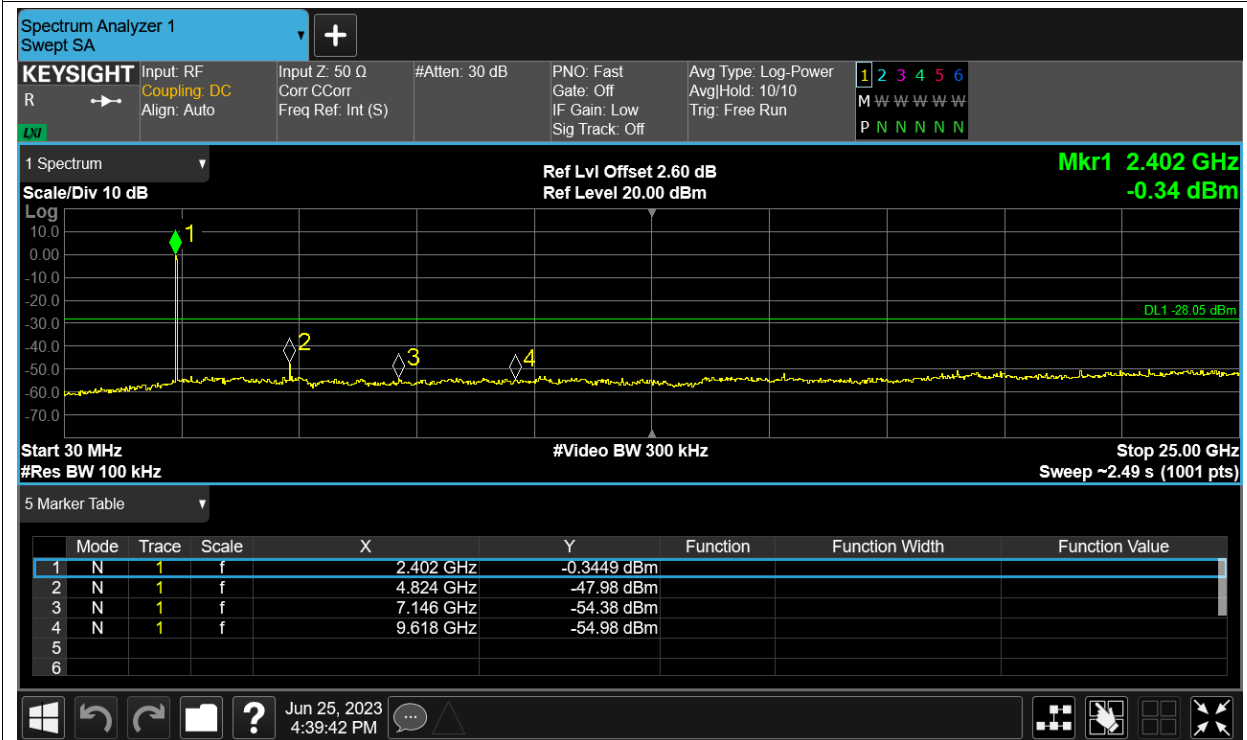 Spectrum Analyzer 1
Swept SA
KEYSIGHT
R
LXI
Input: RF
Coupling: DC
Align: Auto
Input Z: 50 Ω
Corr CCorr
Freq Ref: Int (S)
#Atten: 30 dB
PNO: Fast
Gate: Off
IF Gain: Low
Sig Track: Off
Avg Type: Log-Power
Avg|Hold: 10/10
Trig: Free Run
1 2 3 4 5 6
M W W W W W
P N N N N N
1 Spectrum
Scale/Div 10 dB
Ref Lvl Offset 2.60 dB
Ref Level 20.00 dBm
Mkr1 2.402 GHz
-0.34 dBm
Log
10.0
0.00
-10.0
-20.0
-30.0
-40.0
-50.0
-60.0
-70.0
1
2
3
4
DL1 -28.05 dBm
Start 30 MHz
#Res BW 100 kHz
#Video BW 300 kHz
Stop 25.00 GHz
Sweep ~2.49 s (1001 pts)
5 Marker Table
Mode Trace Scale X Y Function Function Width Function Value
1 N 1 f 2.402 GHz -0.3449 dBm
2 N 1 f 4.824 GHz -47.98 dBm
3 N 1 f 7.146 GHz -54.38 dBm
4 N 1 f 9.618 GHz -54.98 dBm
5
6
?
Jun 25, 2023
4:39:42 PM